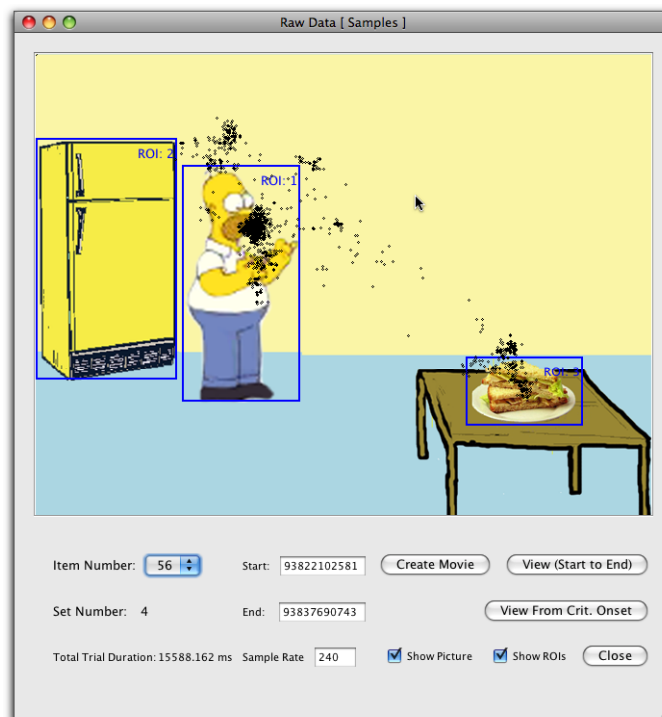 Raw Data [ Samples ]
ROI: 2
ROI: 1
ROI: 3
Item Number: 56 Start: 93822102581 Create Movie View (Start to End)
Set Number: 4 End: 93837690743 View From Crit. Onset
Total Trial Duration: 15588.162 ms Sample Rate 240 Show Picture Show ROIs Close